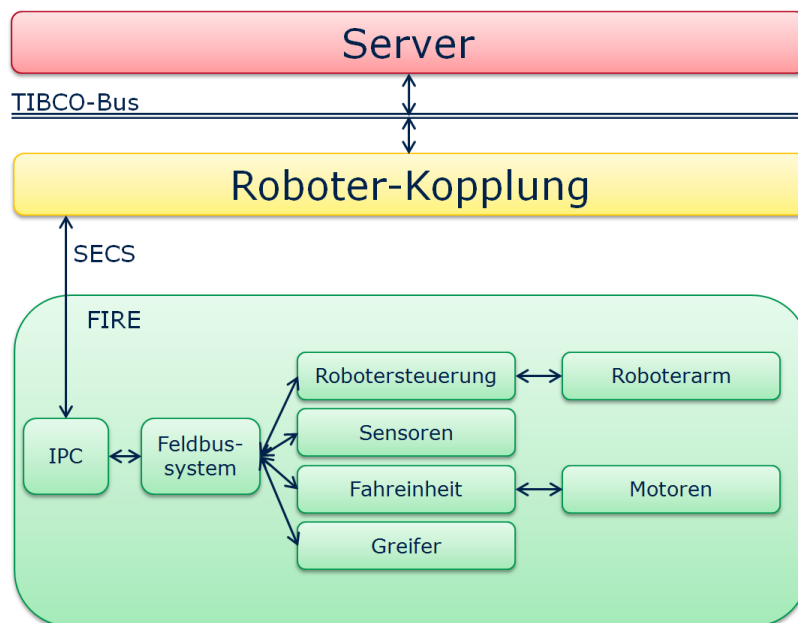 Server
TIBCO-Bus
Roboter-Kopplung
SECS
FIRE
Robotersteuerung
Roboterarm
Sensoren
IPC
Feldbus-
system
Fahreinheit
Motoren
Greifer